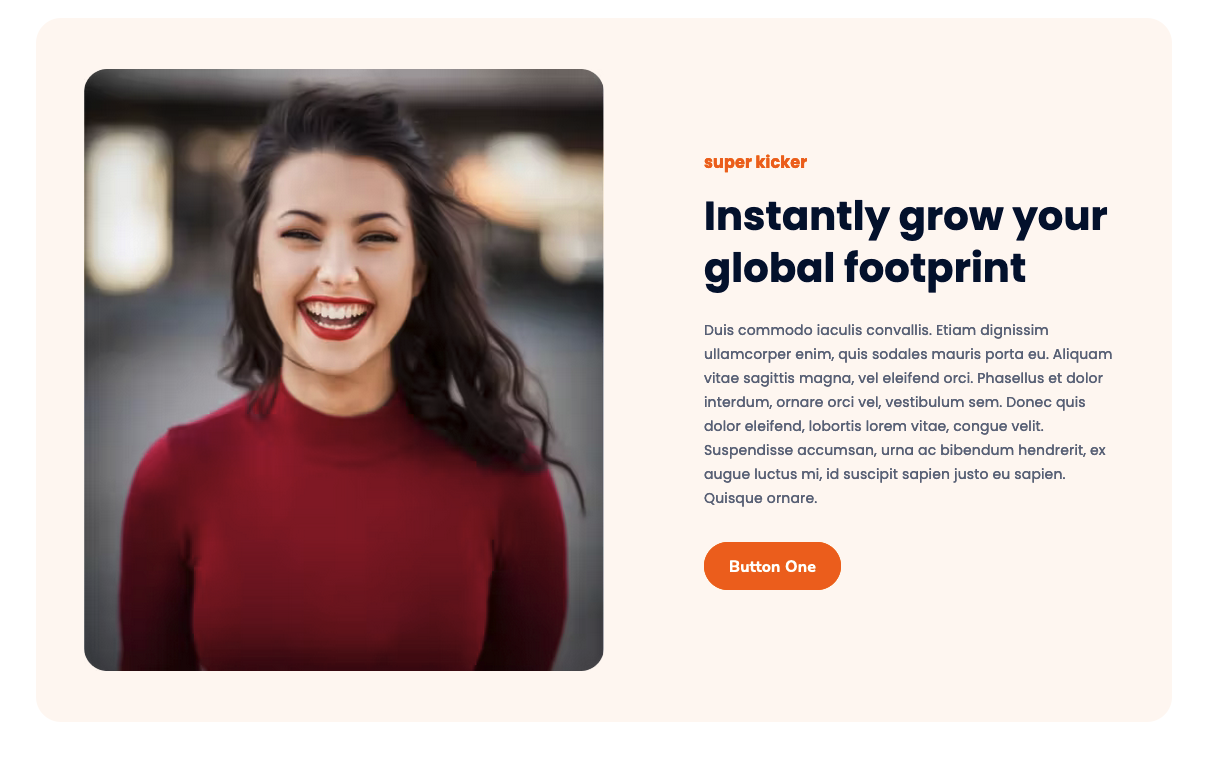 super kicker
Instantly grow your
global footprint
Duis commodo iaculis convallis. Etiam dignissim
ullamcorper enim, quis sodales mauris porta eu. Aliquam
vitae sagittis magna, vel eleifend orci. Phasellus et dolor
interdum, ornare orci vel, vestibulum sem. Donec quis
dolor eleifend, lobortis lorem vitae, congue velit.
Suspendisse accumsan, urna ac bibendum hendrerit, ex
augue luctus mi, id suscipit sapien justo eu sapien.
Quisque ornare.
Button One